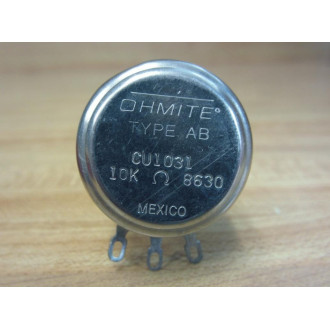 OHMITE®
TYPE AB
CU1031
10K Ω 8630
MEXICO